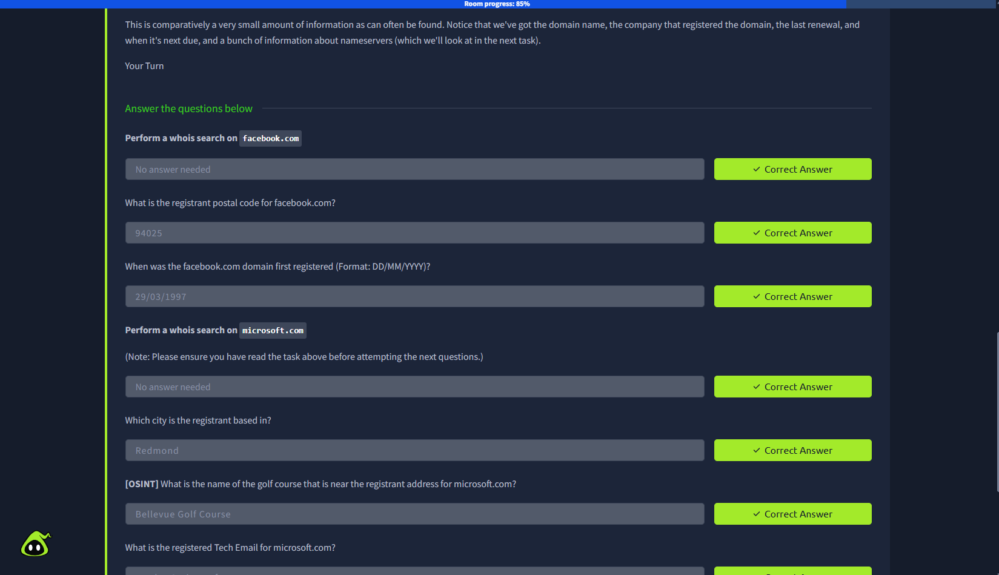 Room progress: 85%
This is comparatively a very small amount of information as can often be found. Notice that we've got the domain name, the company that registered the domain, the last renewal, and
when it's next due, and a bunch of information about nameservers (which we'll look at in the next task).
Your Turn
Answer the questions below
Perform a whois search on facebook.com
No answer needed
Correct Answer
What is the registrant postal code for facebook.com?
94025
Correct Answer
When was the facebook.com domain first registered (Format: DD/MM/YYYY)?
29/03/1997
Correct Answer
Perform a whois search on microsoft.com
(Note: Please ensure you have read the task above before attempting the next questions.)
No answer needed
Correct Answer
Which city is the registrant based in?
Redmond
Correct Answer
[OSINT] What is the name of the golf course that is near the registrant address for microsoft.com?
Bellevue Golf Course
Correct Answer
What is the registered Tech Email for microsoft.com?